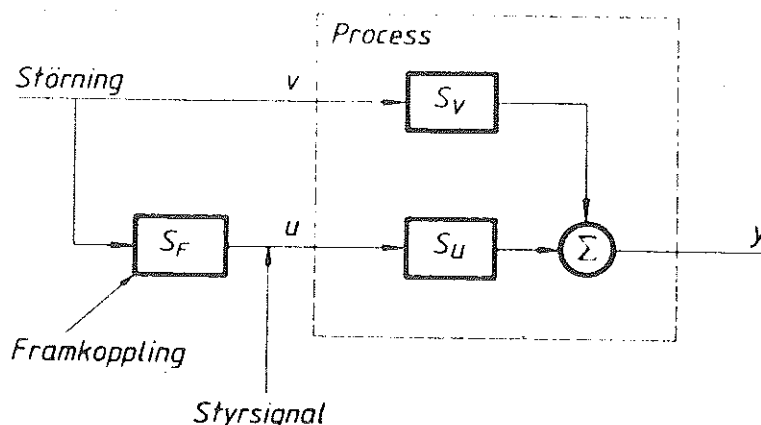 Process
Störning
v
S_V
S_F
u
S_u
Σ
y
Framkoppling
Styrsignal